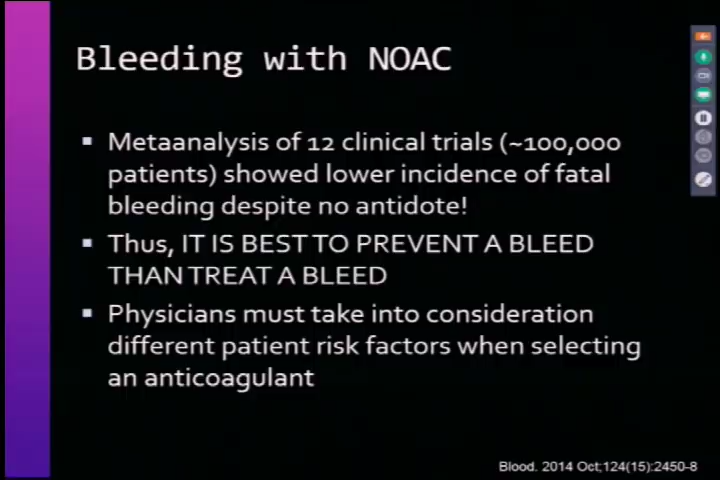 Bleeding with NOAC
Metaanalysis of 12 clinical trials (~100,000
patients) showed lower incidence of fatal
bleeding despite no antidote!
Thus, IT IS BEST TO PREVENT A BLEED
THAN TREAT A BLEED
Physicians must take into consideration
different patient risk factors when selecting
an anticoagulant
Blood. 2014 Oct;124(15):2450-8